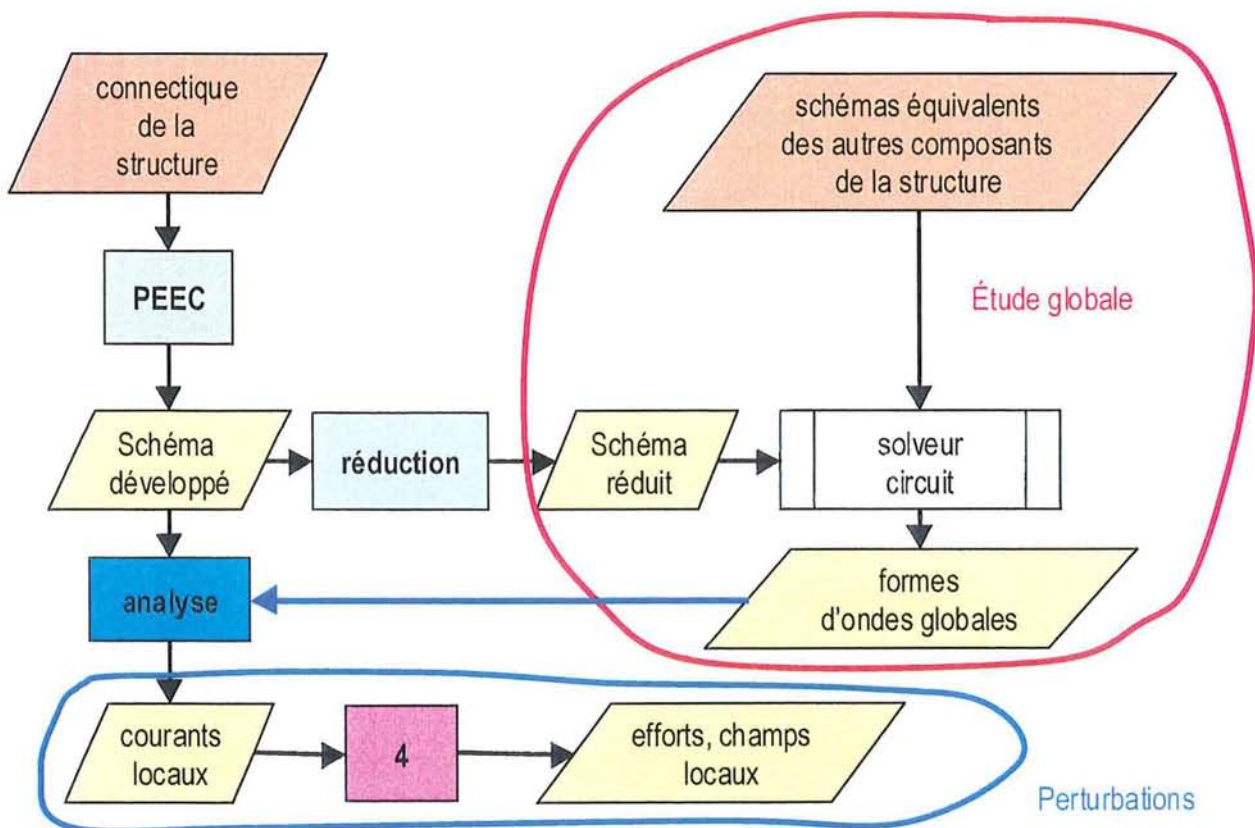 connectique
de la
structure
schémas équivalents
des autres composants
de la structure
PEEC
Étude globale
Schéma
développé
réduction
Schéma
réduit
solveur
circuit
analyse
formes
d'ondes globales
courants
locaux
4
efforts, champs
locaux
Perturbations